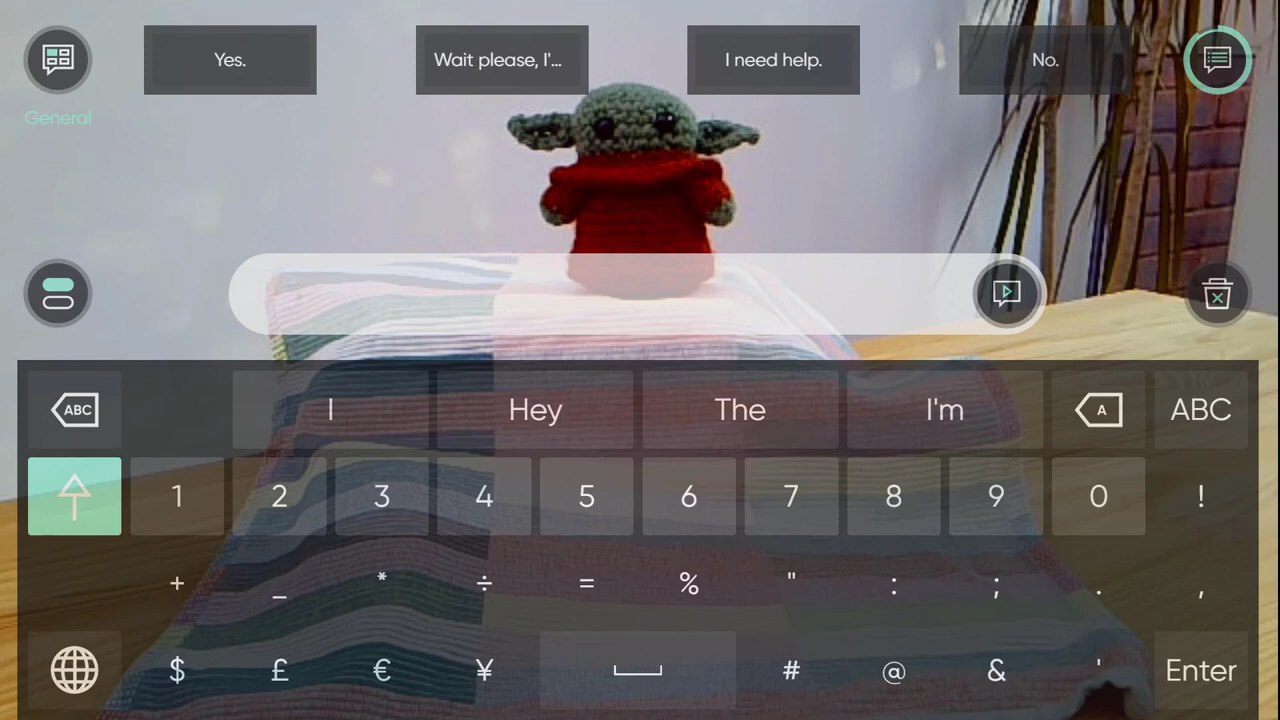 Yes.
Wait please, I'...
I need help.
No.
General
ABC
I
Hey
The
I'm
A
ABC
1 2 3 4 5 6 7 8 9 0 !
+ _ * ÷ = % " : ; . ,
$ £ € ¥ # @ & ' Enter